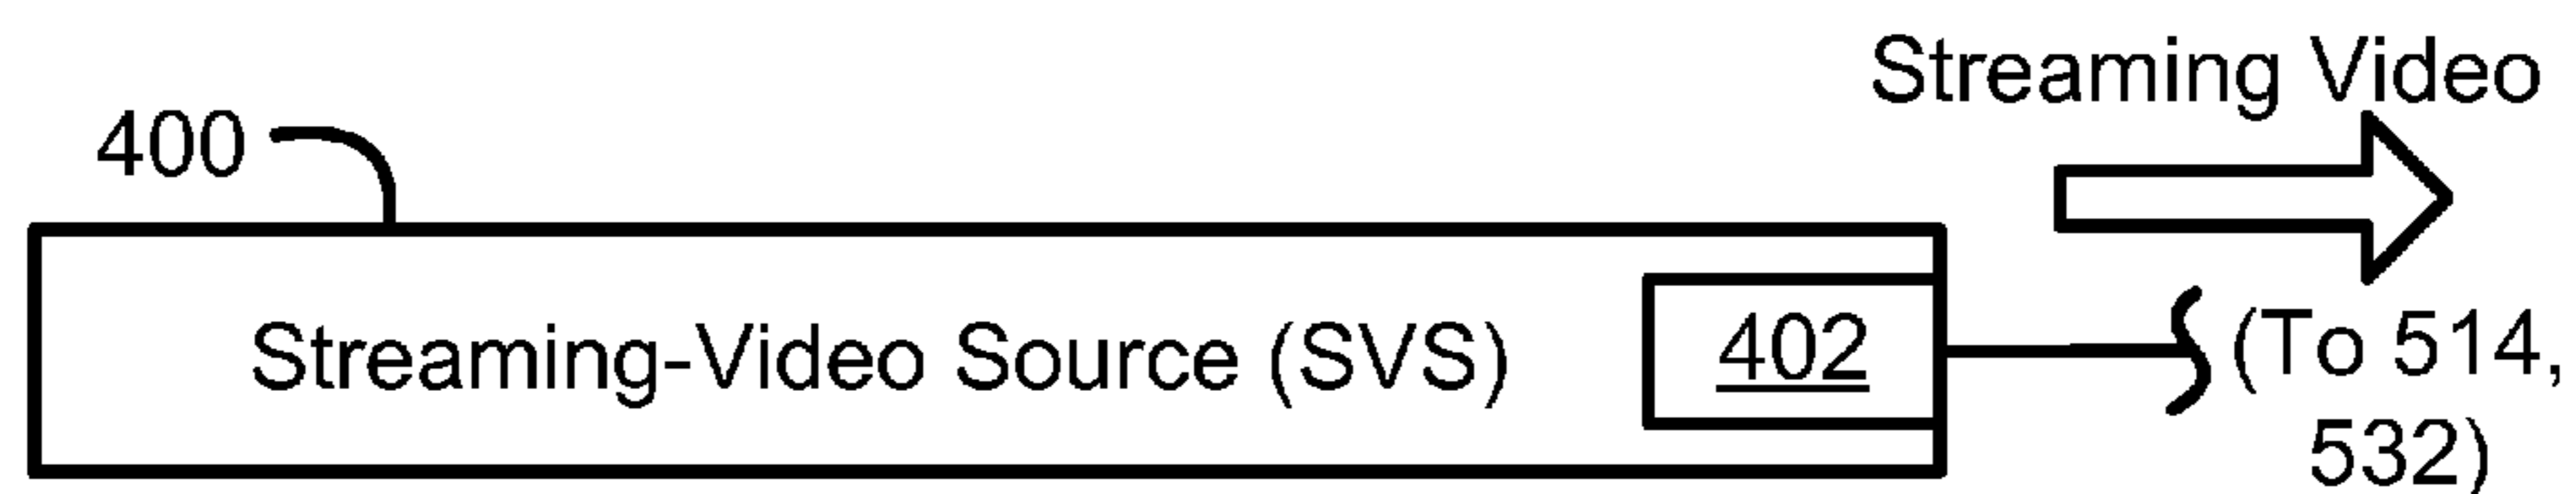 Streaming Video
400
Streaming-Video Source (SVS)
402
(To 514,
532)